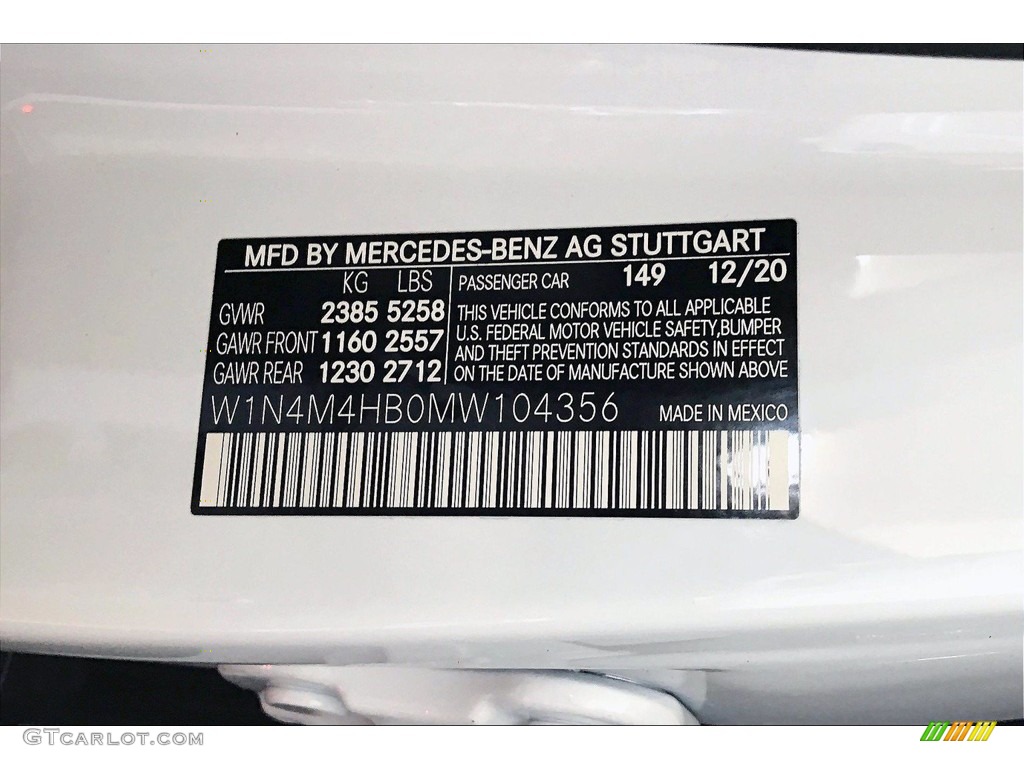 MFD BY MERCEDES-BENZ AG STUTTGART
KG LBS
GVWR 2385 5258
GAWR FRONT 1160 2557
GAWR REAR 1230 2712
PASSENGER CAR 149 12/20
THIS VEHICLE CONFORMS TO ALL APPLICABLE
U.S. FEDERAL MOTOR VEHICLE SAFETY,BUMPER
AND THEFT PREVENTION STANDARDS IN EFFECT
ON THE DATE OF MANUFACTURE SHOWN ABOVE
W1N4M4HB0MW104356 MADE IN MEXICO
GTCARLOT.COM